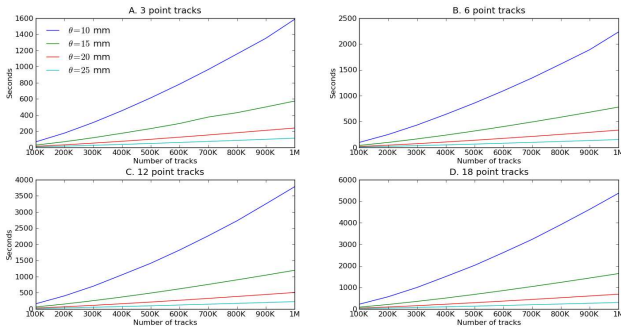 A. 3 point tracks
1600
1400
1200
1000
800
600
400
200
0
Seconds
θ=10 mm
θ=15 mm
θ=20 mm
θ=25 mm
100K 200K 300K 400K 500K 600K 700K 800K 900K 1M
Number of tracks
B. 6 point tracks
2500
2000
1500
1000
500
0
Seconds
100K 200K 300K 400K 500K 600K 700K 800K 900K 1M
Number of tracks
C. 12 point tracks
4000
3500
3000
2500
2000
1500
1000
500
0
Seconds
100K 200K 300K 400K 500K 600K 700K 800K 900K 1M
Number of tracks
D. 18 point tracks
6000
5000
4000
3000
2000
1000
0
Seconds
100K 200K 300K 400K 500K 600K 700K 800K 900K 1M
Number of tracks